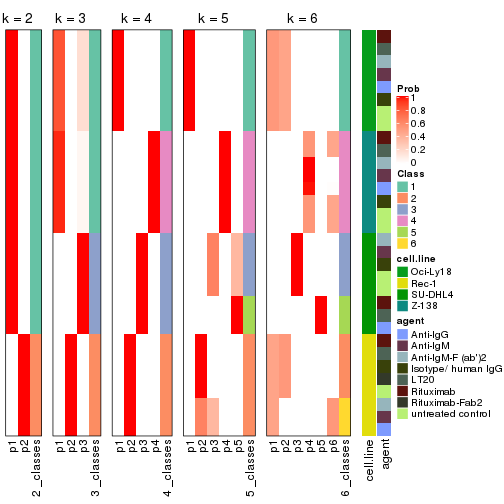 k = 2
k = 3
k = 4
k = 5
k = 6
Prob
1
0.8
0.6
0.4
0.2
0
Class
1
2
3
4
5
6
cell.line
Oci-Ly18
Rec-1
SU-DHL4
Z-138
agent
Anti-IgG
Anti-IgM
Anti-IgM-F (ab')2
Isotype/ human IgG
LT20
Rituximab
Rituximab-Fab2
untreated control
p1
p2
2_classes
p1
p2
p3
3_classes
p1
p2
p3
p4
4_classes
p1
p2
p3
p4
p5
5_classes
p1
p2
p3
p4
p5
p6
6_classes
cell.line
agent